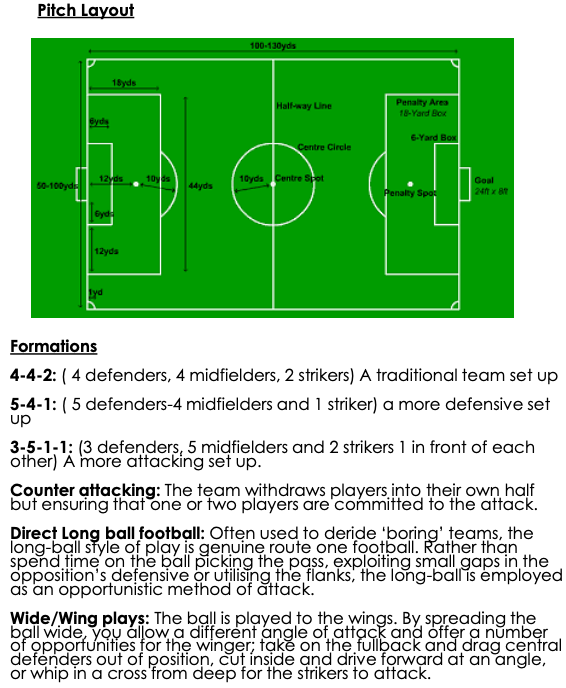 Pitch Layout
100-130yds
18yds
Half-way Line
Penalty Area
18-Yard Box
6yds
6-Yard Box
Centre Circle
12yds
10yds
10yds
Centre Spot
Goal
50-100yds
44yds
Penalty Spot
24ft x 8ft
6yds
12yds
1yd
Formations
4-4-2: ( 4 defenders, 4 midfielders, 2 strikers) A traditional team set up
5-4-1: ( 5 defenders-4 midfielders and 1 striker) a more defensive set
up
3-5-1-1: (3 defenders, 5 midfielders and 2 strikers 1 in front of each
other) A more attacking set up.
Counter attacking: The team withdraws players into their own half
but ensuring that one or two players are committed to the attack.
Direct Long ball football: Often used to deride ‘boring’ teams, the
long-ball style of play is genuine route one football. Rather than
spend time on the ball picking the pass, exploiting small gaps in the
opposition’s defensive or utilising the flanks, the long-ball is employed
as an opportunistic method of attack.
Wide/Wing plays: The ball is played to the wings. By spreading the
ball wide, you allow a different angle of attack and offer a number
of opportunities for the winger; take on the fullback and drag central
defenders out of position, cut inside and drive forward at an angle,
or whip in a cross from deep for the strikers to attack.